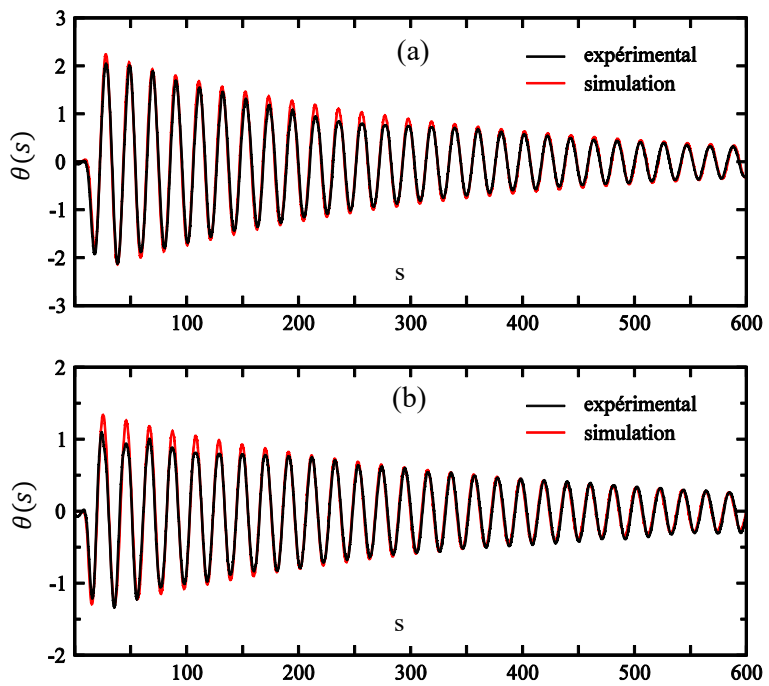 3
(a)
expérimental
2
simulation
1
θ(s)
0
-1
-2
s
-3
100 200 300 400 500 600
2
(b)
expérimental
simulation
1
θ(s)
0
-1
s
-2
100 200 300 400 500 600